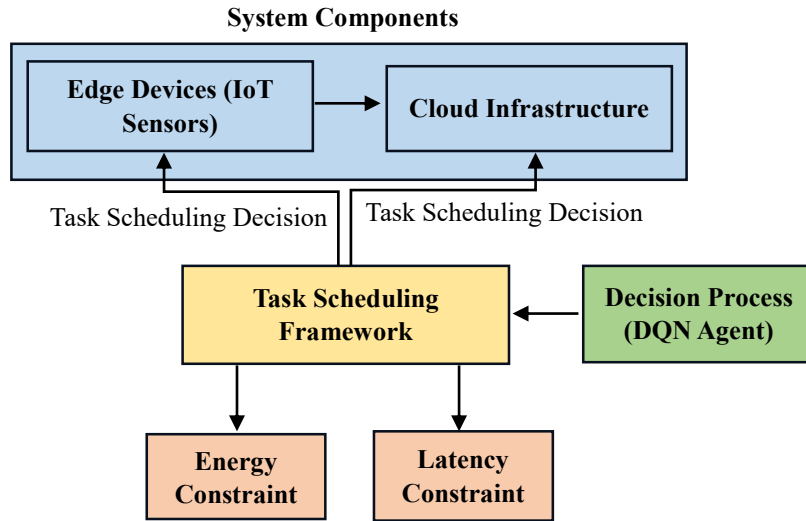 System Components
Edge Devices (IoT
Sensors)
Cloud Infrastructure
Task Scheduling Decision
Task Scheduling Decision
Task Scheduling
Framework
Decision Process
(DQN Agent)
Energy
Constraint
Latency
Constraint